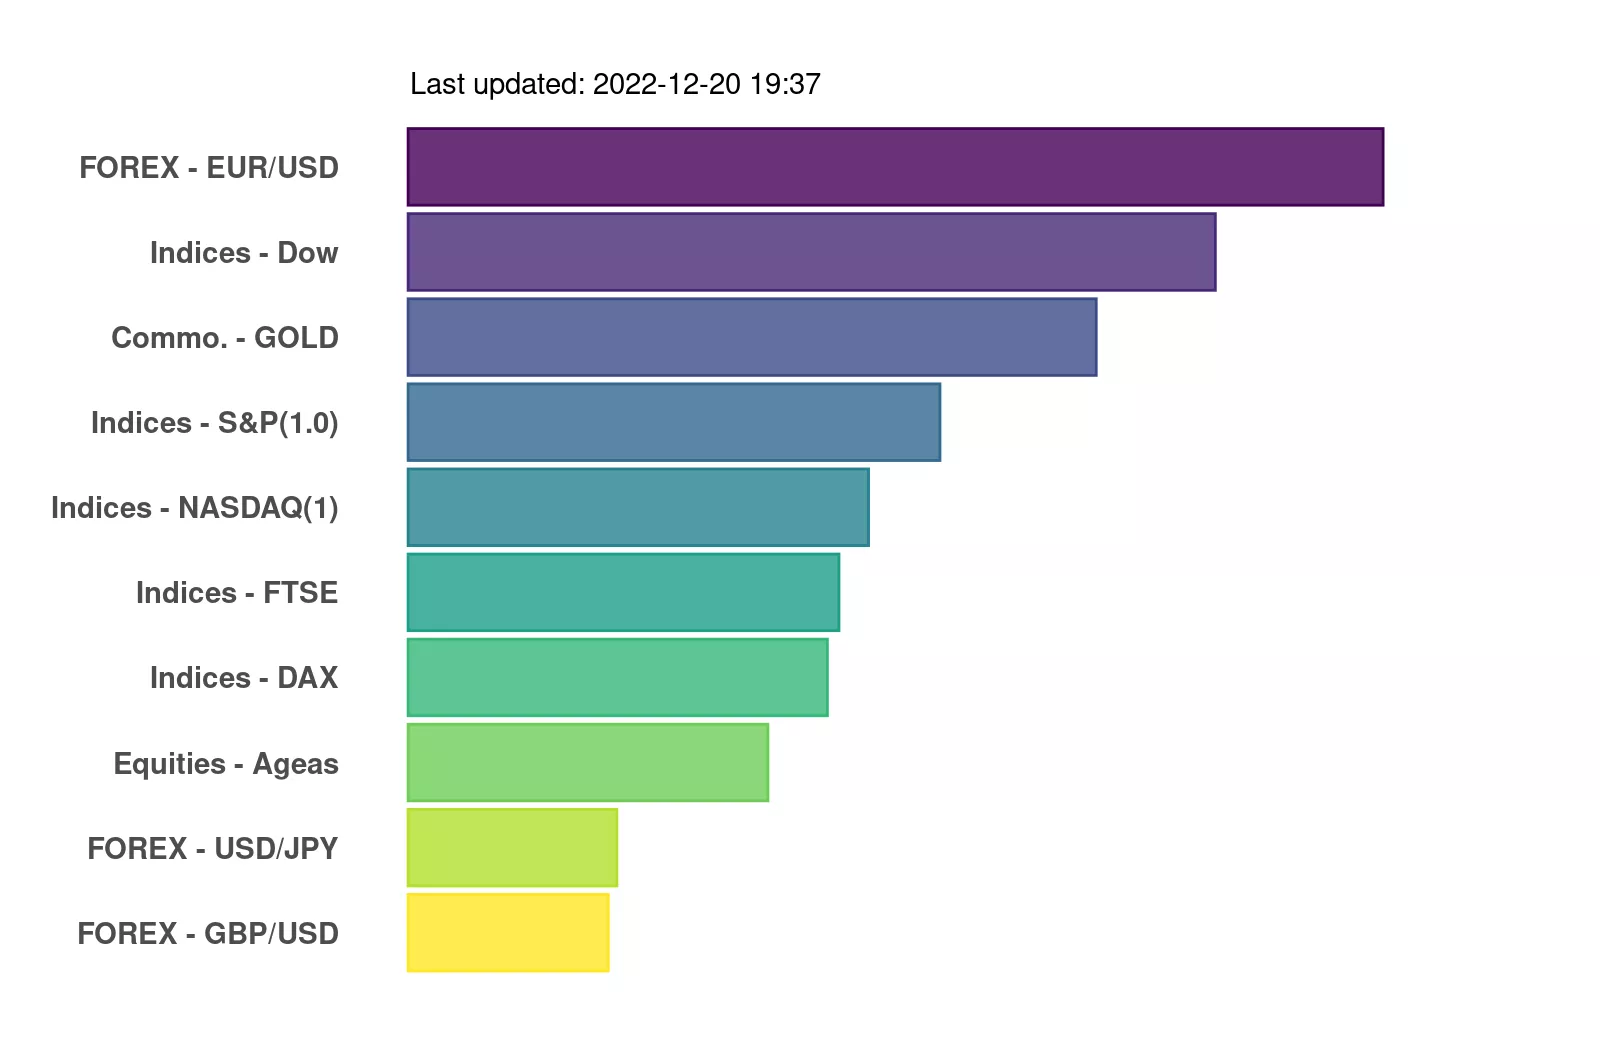 Last updated: 2022-12-20 19:37
FOREX - EUR/USD
Indices - Dow
Commo. - GOLD
Indices - S&P(1.0)
Indices - NASDAQ(1)
Indices - FTSE
Indices - DAX
Equities - Ageas
FOREX - USD/JPY
FOREX - GBP/USD